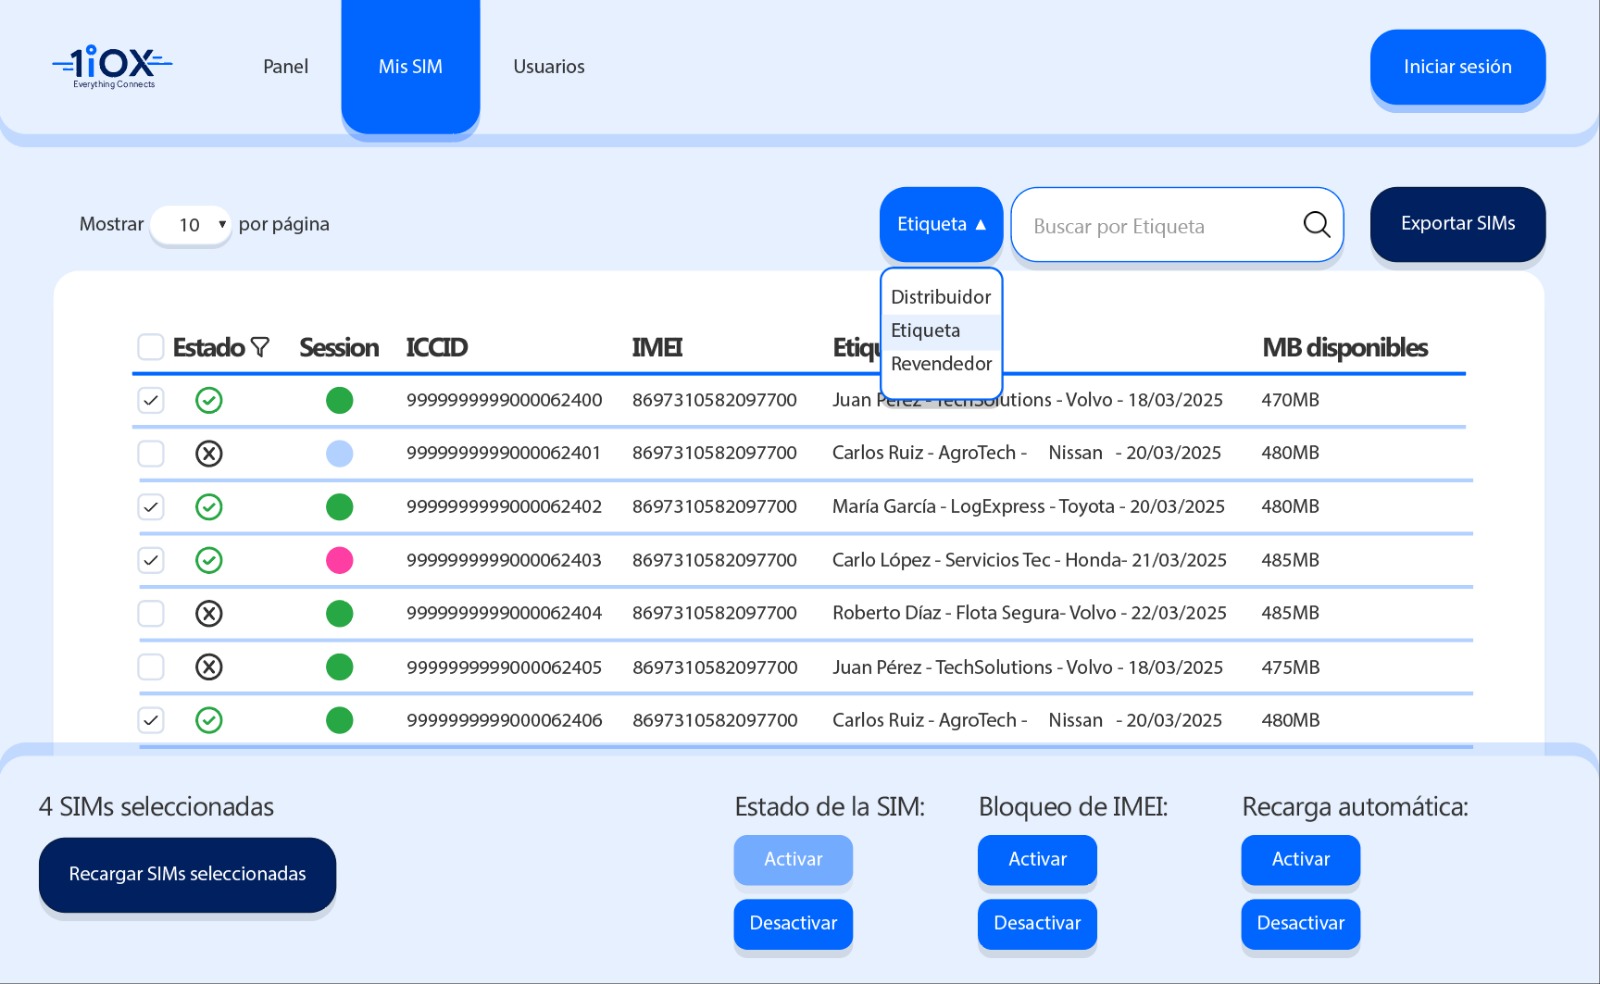 1iOX
Everything Connects
Panel
Mis SIM
Usuarios
Iniciar sesión
Mostrar 10 por página
Etiqueta ▲
Buscar por Etiqueta
Exportar SIMs
Distribuidor
Etiqueta
Revendedor
Estado Session ICCID IMEI Etiqu MB disponibles
9999999999000062400 8697310582097700 Juan Pérez - TechSolutions - Volvo - 18/03/2025 470MB
9999999999000062401 8697310582097700 Carlos Ruiz - AgroTech - Nissan - 20/03/2025 480MB
9999999999000062402 8697310582097700 María García - LogExpress - Toyota - 20/03/2025 480MB
9999999999000062403 8697310582097700 Carlo López - Servicios Tec - Honda- 21/03/2025 485MB
9999999999000062404 8697310582097700 Roberto Díaz - Flota Segura- Volvo - 22/03/2025 485MB
9999999999000062405 8697310582097700 Juan Pérez - TechSolutions - Volvo - 18/03/2025 475MB
9999999999000062406 8697310582097700 Carlos Ruiz - AgroTech - Nissan - 20/03/2025 480MB
4 SIMs seleccionadas
Recargar SIMs seleccionadas
Estado de la SIM:
Activar
Desactivar
Bloqueo de IMEI:
Activar
Desactivar
Recarga automática:
Activar
Desactivar